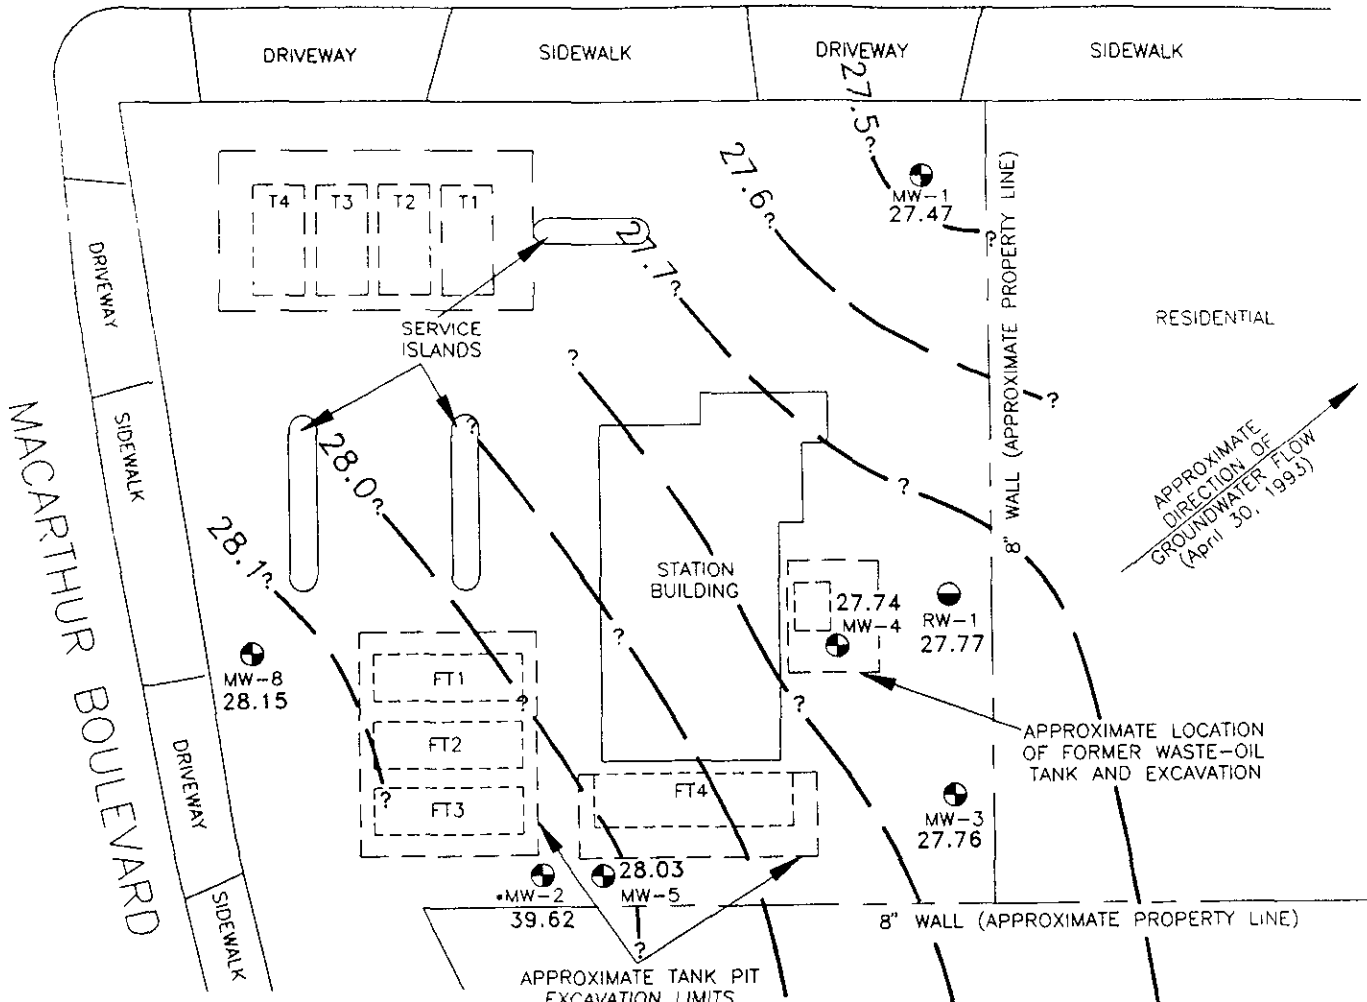 DRIVEWAY
SIDEWALK
DRIVEWAY
SIDEWALK
27.5?
27.6?
27.7?
MW-1
27.47
?
T4
T3
T2
T1
SERVICE
ISLANDS
8" WALL (APPROXIMATE PROPERTY LINE)
RESIDENTIAL
DRIVEWAY
SIDEWALK
MACARTHUR BOULEVARD
?
?
?
28.0?
28.1?
?
APPROXIMATE
DIRECTION OF
GROUNDWATER FLOW
(April 30, 1993)
STATION
BUILDING
27.74
MW-4
RW-1
27.77
?
MW-8
28.15
FT1
?
?
FT2
APPROXIMATE LOCATION
OF FORMER WASTE-OIL
TANK AND EXCAVATION
DRIVEWAY
FT3
?
FT4
MW-3
27.76
28.03
MW-5
MW-2
39.62
SIDEWALK
8" WALL (APPROXIMATE PROPERTY LINE)
?
APPROXIMATE TANK PIT
EXCAVATION LIMITS